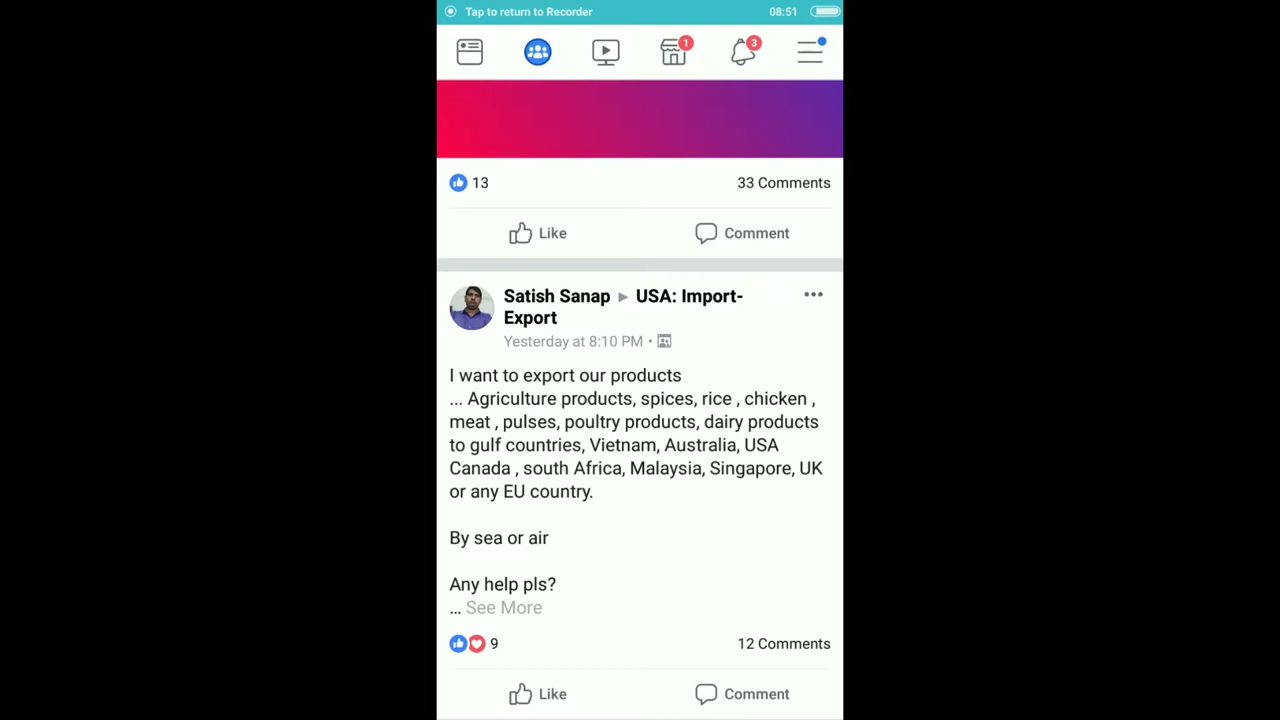 Tap to return to Recorder 08:51
1 3
13 33 Comments
Like Comment
Satish Sanap ▸ USA: Import-
Export
Yesterday at 8:10 PM •
I want to export our products
... Agriculture products, spices, rice , chicken ,
meat , pulses, poultry products, dairy products
to gulf countries, Vietnam, Australia, USA
Canada , south Africa, Malaysia, Singapore, UK
or any EU country.
By sea or air
Any help pls?
... See More
9 12 Comments
Like Comment